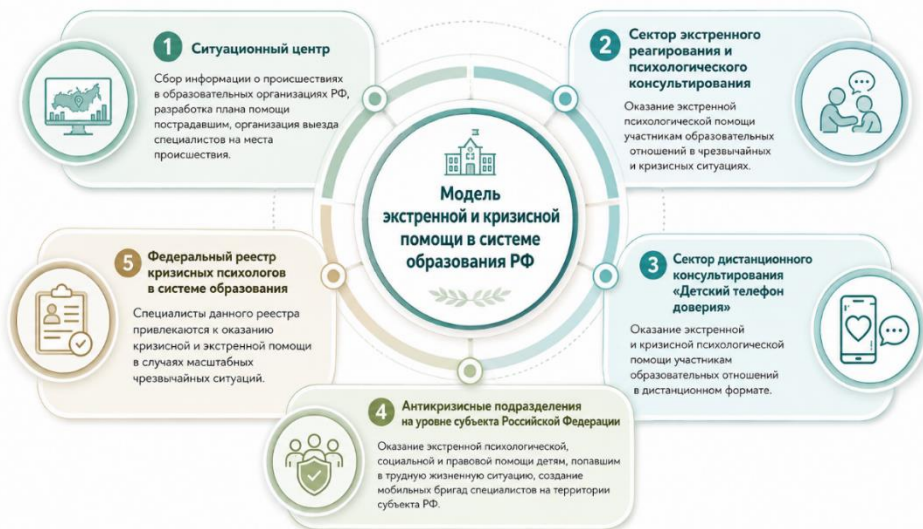 Модель
экстренной и кризисной
помощи в системе
образования РФ
1
Ситуационный центр
Сбор информации о происшествиях
в образовательных организациях РФ,
разработка плана помощи
пострадавшим, организация выезда
специалистов на места
происшествия.
2
Сектор экстренного
реагирования и
психологического
консультирования
Оказание экстренной
психологической помощи
участникам образовательных
отношений в чрезвычайных
и кризисных ситуациях.
3
Сектор дистанционного
консультирования
«Детский телефон
доверия»
Оказание экстренной
и кризисной психологической
помощи участникам
образовательных отношений
в дистанционном формате.
4
Антикризисные подразделения
на уровне субъекта Российской Федерации
Оказание экстренной психологической,
социальной и правовой помощи детям, попавшим
в трудную жизненную ситуацию, создание
мобильных бригад специалистов на территории
субъекта РФ.
5
Федеральный реестр
кризисных психологов
в системе образования
Специалисты данного реестра
привлекаются к оказанию
кризисной и экстренной помощи
в случаях масштабных
чрезвычайных ситуаций.